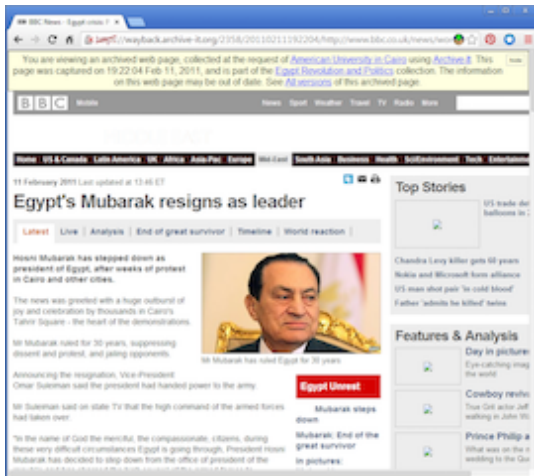 BBC News - Egypt crisis:
wayback.archive-it.org/2358/20110211192204/http://www.bbc.co.uk/news/wor
You are viewing an archived web page, collected at the request of American University in Cairo using Archive-It. This
page was captured on 19:22:04 Feb 11, 2011, and is part of the Egypt Revolution and Politics collection. The information
on this web page may be out of date. See All versions of this archived page.
BBC Mobile News Sport Weather Travel TV Radio More
Home US & Canada Latin America UK Africa Asia-Pac Europe Mid-East South Asia Business Health Sci/Environment Tech Entertainme
11 February 2011 Last updated at 13:46 ET
Egypt's Mubarak resigns as leader
Latest Live Analysis End of great survivor Timeline World reaction
Hosni Mubarak has stepped down as
president of Egypt, after weeks of protest
in Cairo and other cities.
The news was greeted with a huge outburst of
joy and celebration by thousands in Cairo's
Tahrir Square - the heart of the demonstrations.
Mr Mubarak ruled for 30 years, suppressing
dissent and protest, and jailing opponents.
Announcing the resignation, Vice-President
Omar Suleiman said the president had handed power to the army.
Mr Suleiman said on state TV that the high command of the armed forces
had taken over.
"In the name of God the merciful, the compassionate, citizens, during
these very difficult circumstances Egypt is going through, President Hosni
Mubarak has decided to step down from the office of president of the
Mr Mubarak has ruled Egypt for 30 years
Egypt Unrest
Mubarak steps
down
Mubarak: End of the
great survivor
In pictures:
Top Stories
US trade de
balloons in
Chandra Levy killer gets 60 years
Nokia and Microsoft form alliance
US man shot pair 'in cold blood'
Father 'admits he killed' twins
Features & Analysis
Day in picture
Eye-catching imag
the world
Cowboy reviv
True Grit actor Jeff
walking in John W
Prince Philip a
What was on the m
wedding to the Que